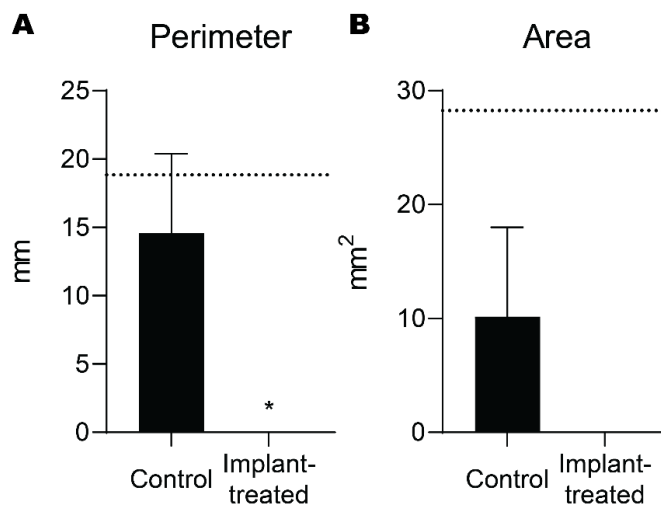 A
Perimeter
25
20
15
10
5
0
mm
*
Control
Implant-
treated
B
Area
30
20
10
0
mm²
Control
Implant-
treated